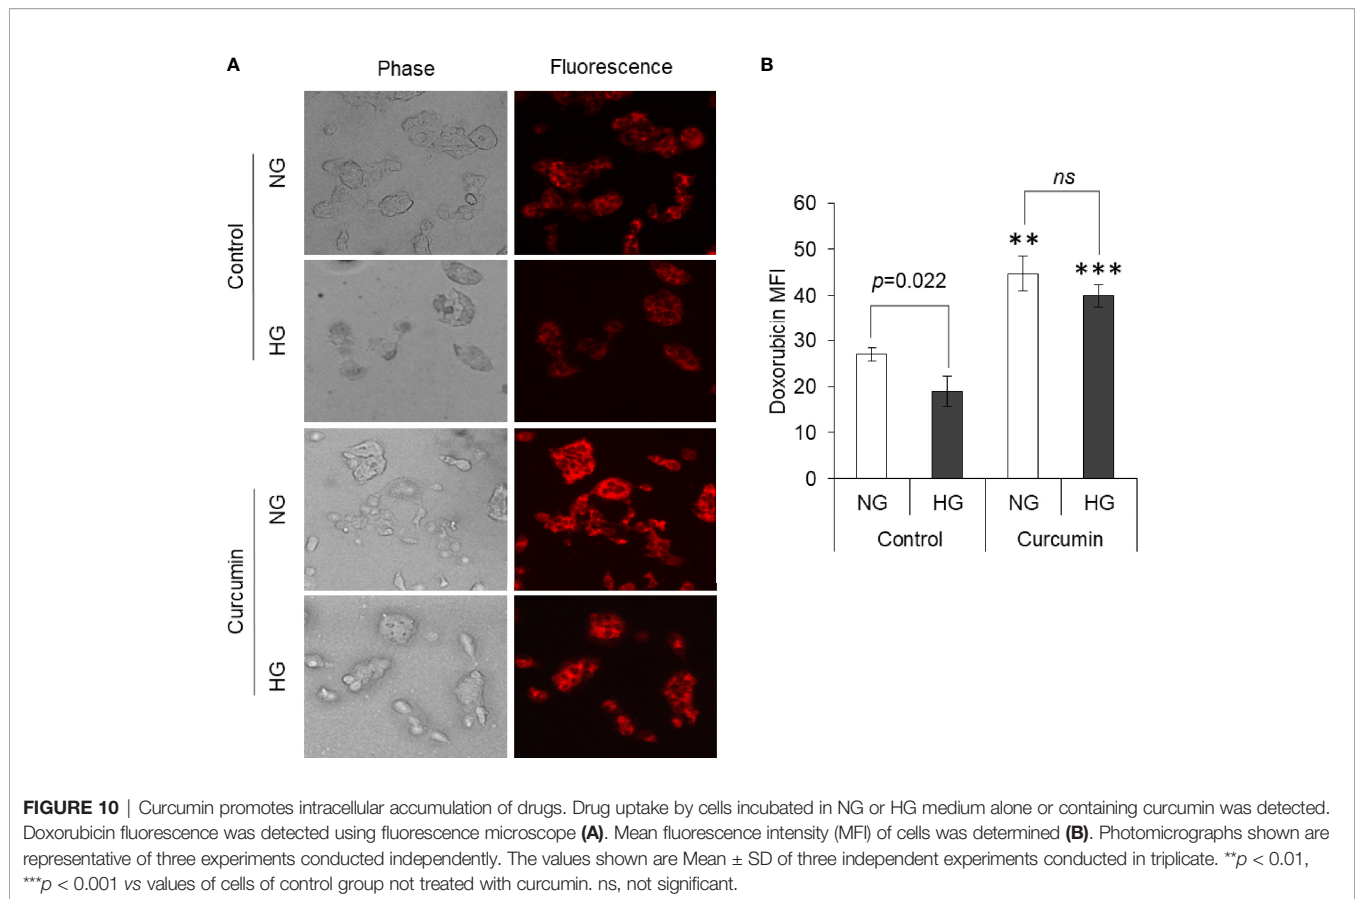 A
Phase
Fluorescence
Control
NG
HG
Curcumin
NG
HG
B
Doxorubicin MFI
60
50
40
30
20
10
0
p=0.022
**
ns
***
NG
HG
NG
HG
Control
Curcumin
FIGURE 10 | Curcumin promotes intracellular accumulation of drugs. Drug uptake by cells incubated in NG or HG medium alone or containing curcumin was detected.
Doxorubicin fluorescence was detected using fluorescence microscope (A). Mean fluorescence intensity (MFI) of cells was determined (B). Photomicrographs shown are
representative of three experiments conducted independently. The values shown are Mean ± SD of three independent experiments conducted in triplicate. **p < 0.01,
***p < 0.001 vs values of cells of control group not treated with curcumin. ns, not significant.